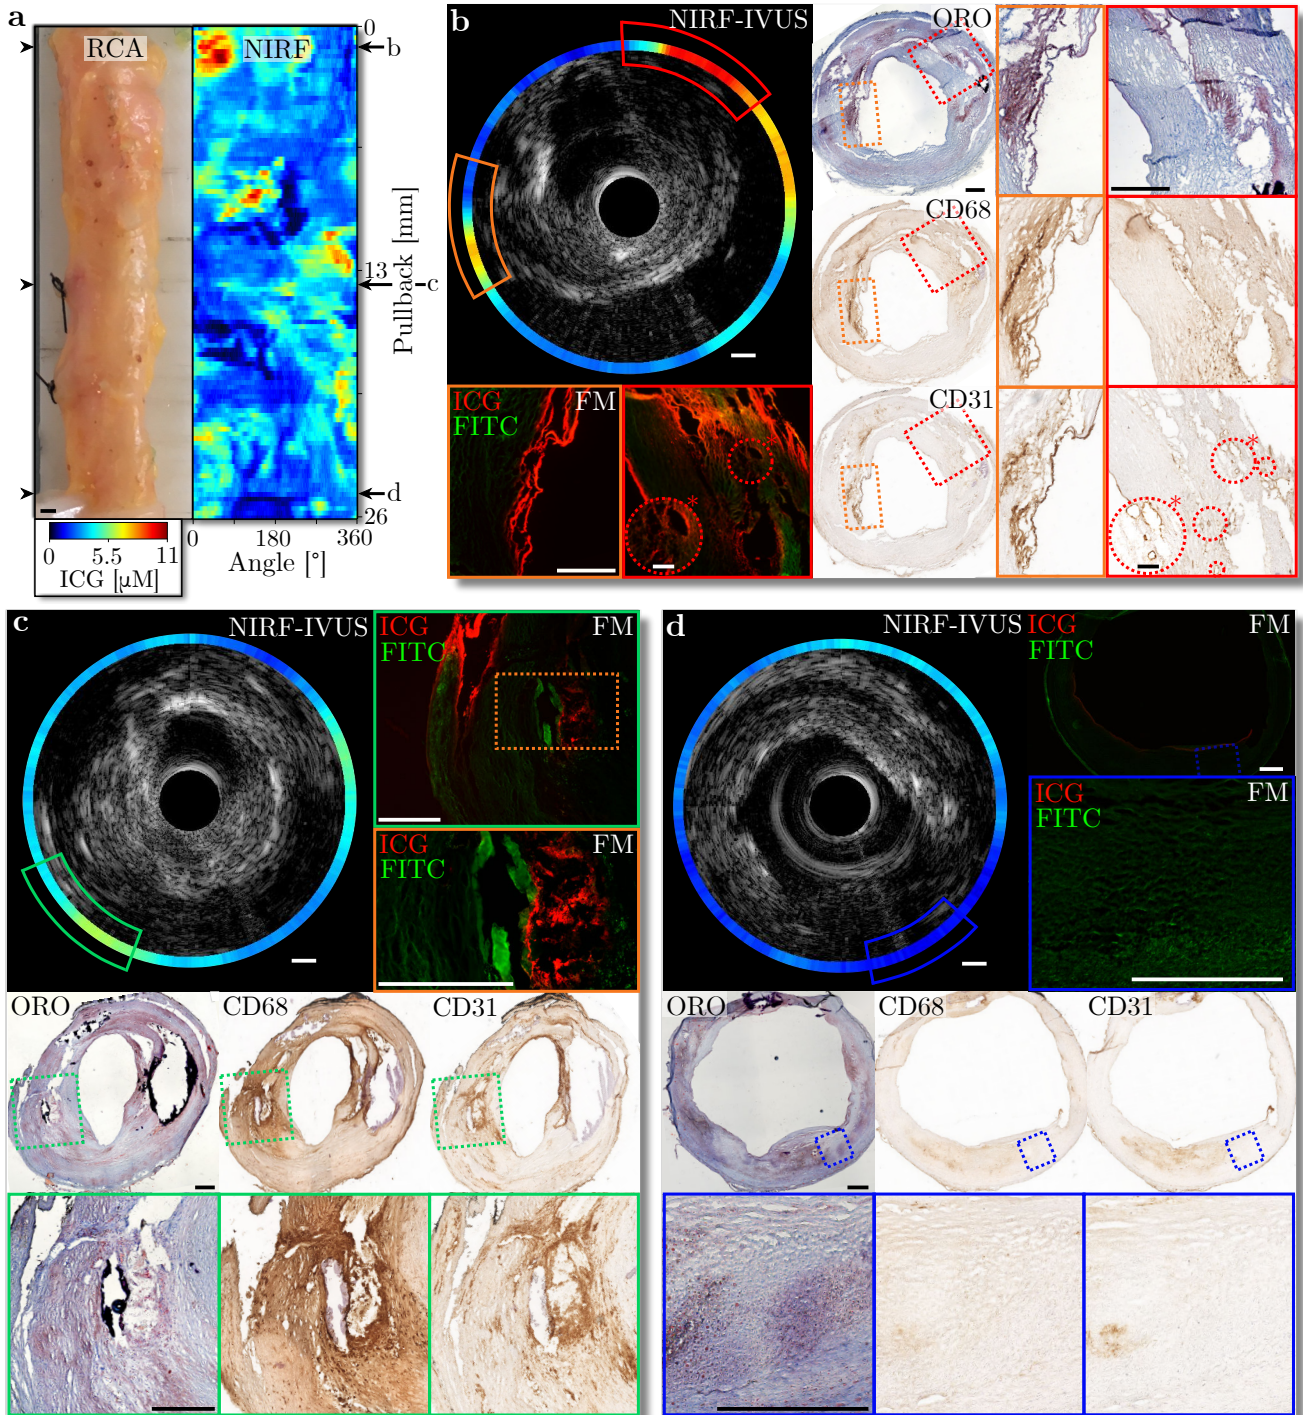 a
RCA
NIRF
0
b
13
c
Pullback [mm]
d
26
0
180
360
Angle [°]
0
5.5
11
ICG [μM]
b
NIRF-IVUS
ORO
CD68
CD31
ICG
FITC
FM
*
*
*
c
NIRF-IVUS
ICG
FITC
FM
ICG
FITC
FM
ORO
CD68
CD31
d
NIRF-IVUS
ICG
FITC
FM
ICG
FITC
FM
ORO
CD68
CD31